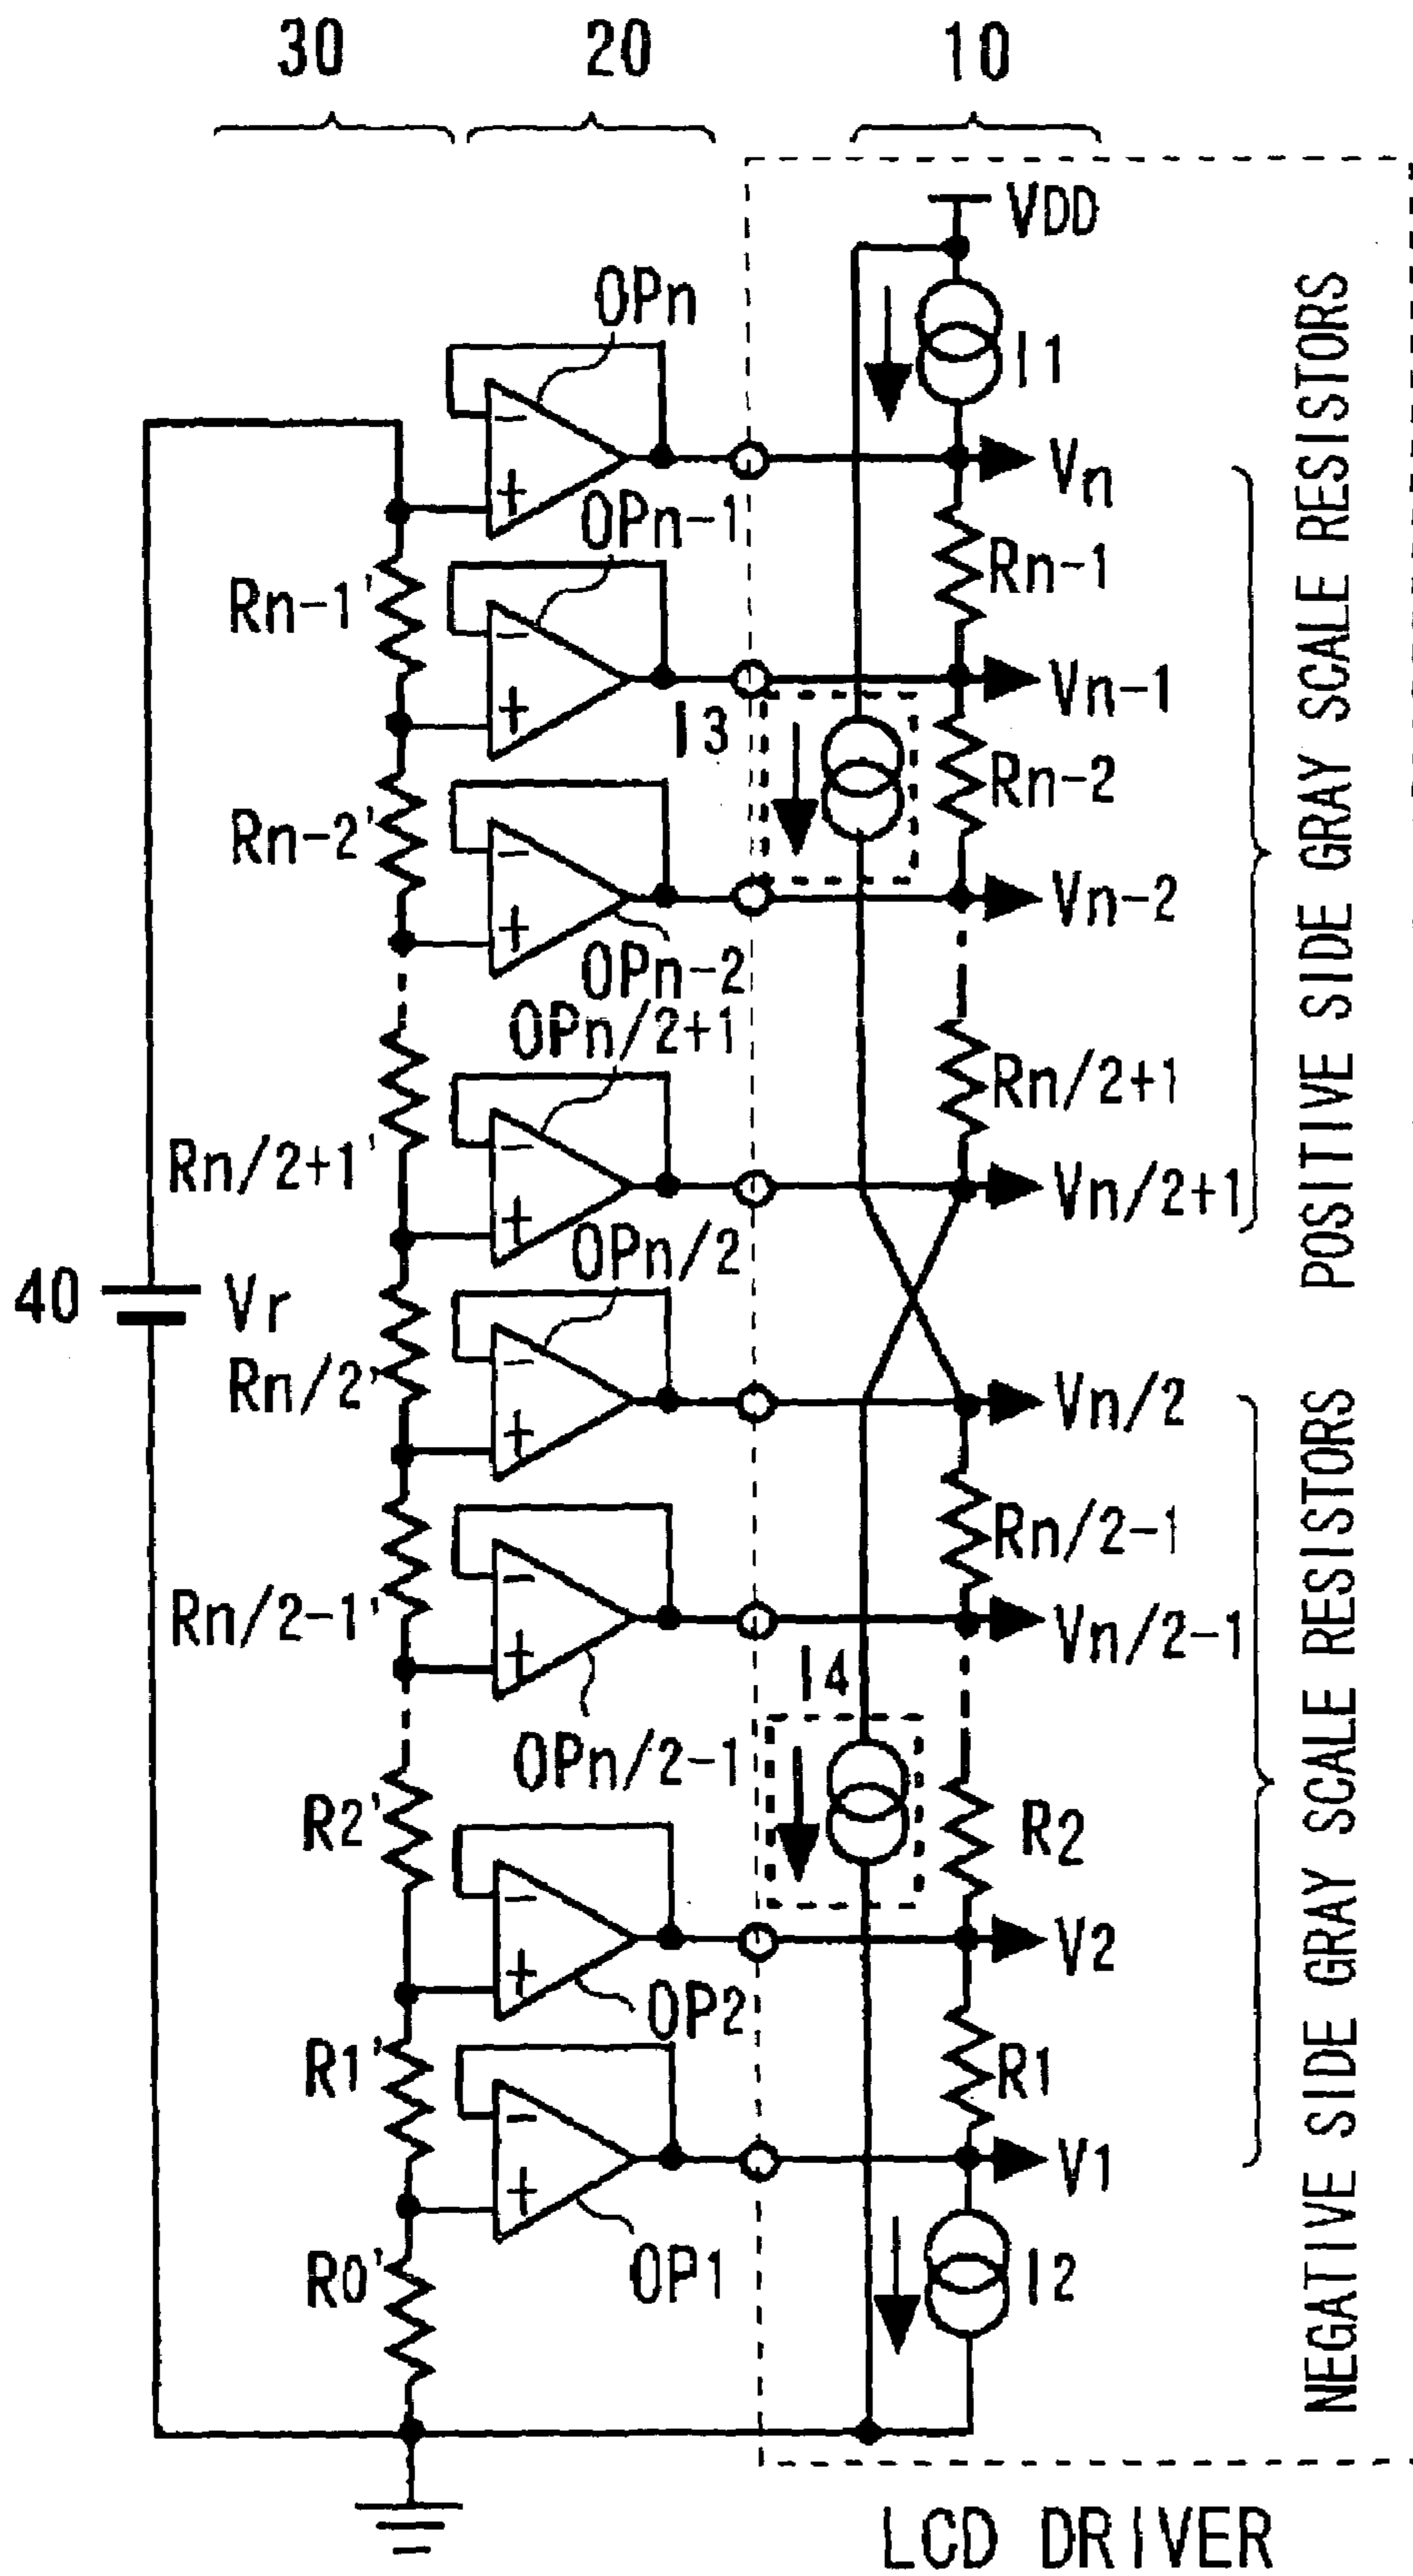 30
20
10
VDD
OPn
I1
Vn
OPn-1
Rn-1'
Rn-1
Vn-1
I3
Rn-2
Rn-2'
Vn-2
OPn-2
OPn/2+1
Rn/2+1
Rn/2+1'
Vn/2+1
OPn/2
40
Vr
Rn/2'
Vn/2
Rn/2-1
Rn/2-1'
Vn/2-1
I4
OPn/2-1
R2'
R2
V2
OP2
R1'
R1
V1
OP1
R0'
I2
POSITIVE SIDE GRAY SCALE RESISTORS
NEGATIVE SIDE GRAY SCALE RESISTORS
LCD DRIVER